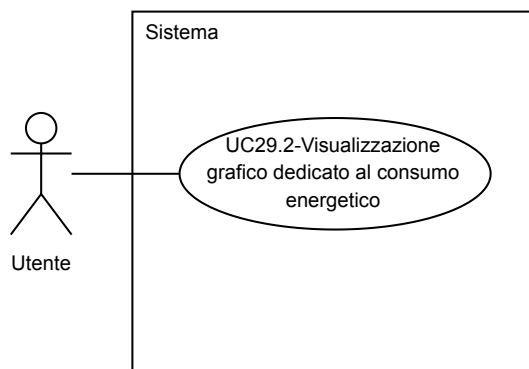 Sistema
UC29.2-Visualizzazione
grafico dedicato al consumo
energetico
Utente